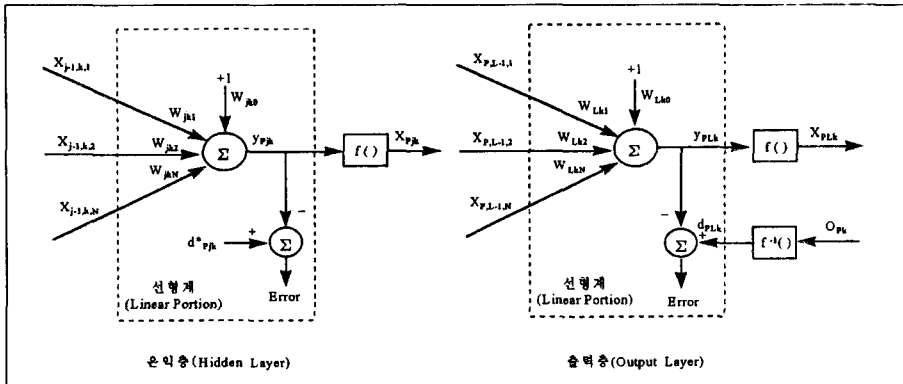 X_{j-1,k,1}
W_{jk1}
+1
W_{jk0}
X_{j-1,k,2}
W_{jk2}
Σ
y_{Pjk}
f()
X_{Pjk}
X_{j-1,k,N}
W_{jkN}
−
d*_{Pjk}
+
Σ
Error
선형계
(Linear Portion)
은익층(Hidden Layer)
X_{P,L-1,1}
W_{Lk1}
+1
W_{Lk0}
X_{P,L-1,2}
W_{Lk2}
Σ
y_{PLk}
f()
X_{PLk}
X_{P,L-1,N}
W_{LkN}
−
d_{PLk}
+
Σ
f⁻¹()
O_{Pk}
Error
선형계
(Linear Portion)
출력층(Output Layer)